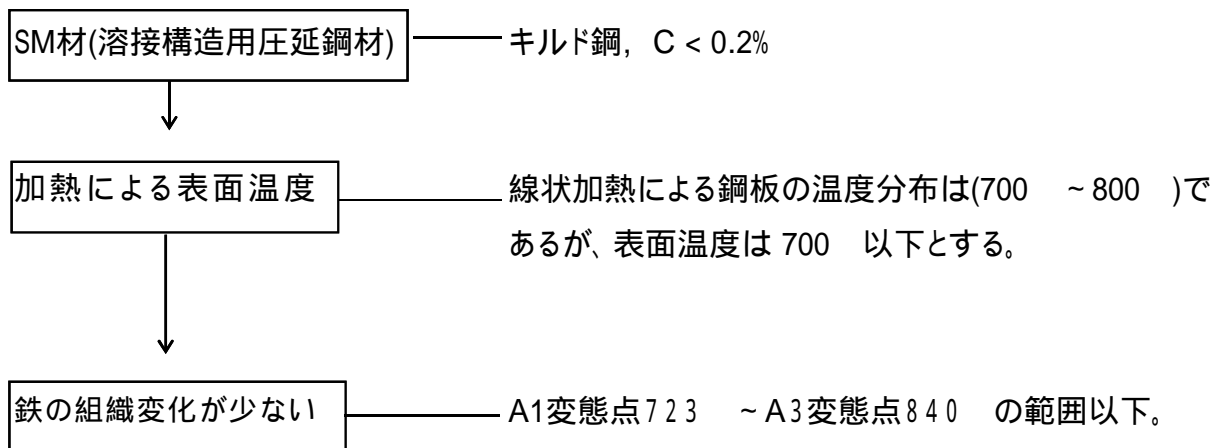 SM材(溶接構造用圧延鋼材) キルド鋼, C < 0.2%
加熱による表面温度 線状加熱による鋼板の温度分布は(700 ~ 800 )で
あるが、表面温度は 700 以下とする。
鉄の組織変化が少ない A1変態点723 ~ A3変態点840 の範囲以下。